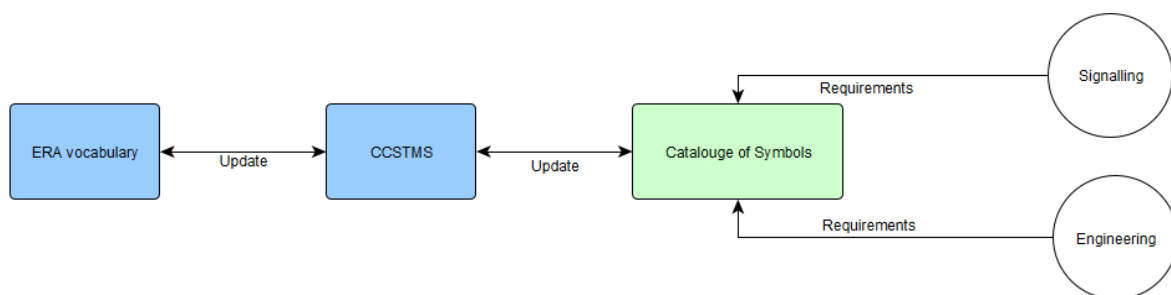 Signalling
Requirements
ERA vocabulary
Update
CCSTMS
Update
Catalouge of Symbols
Requirements
Engineering